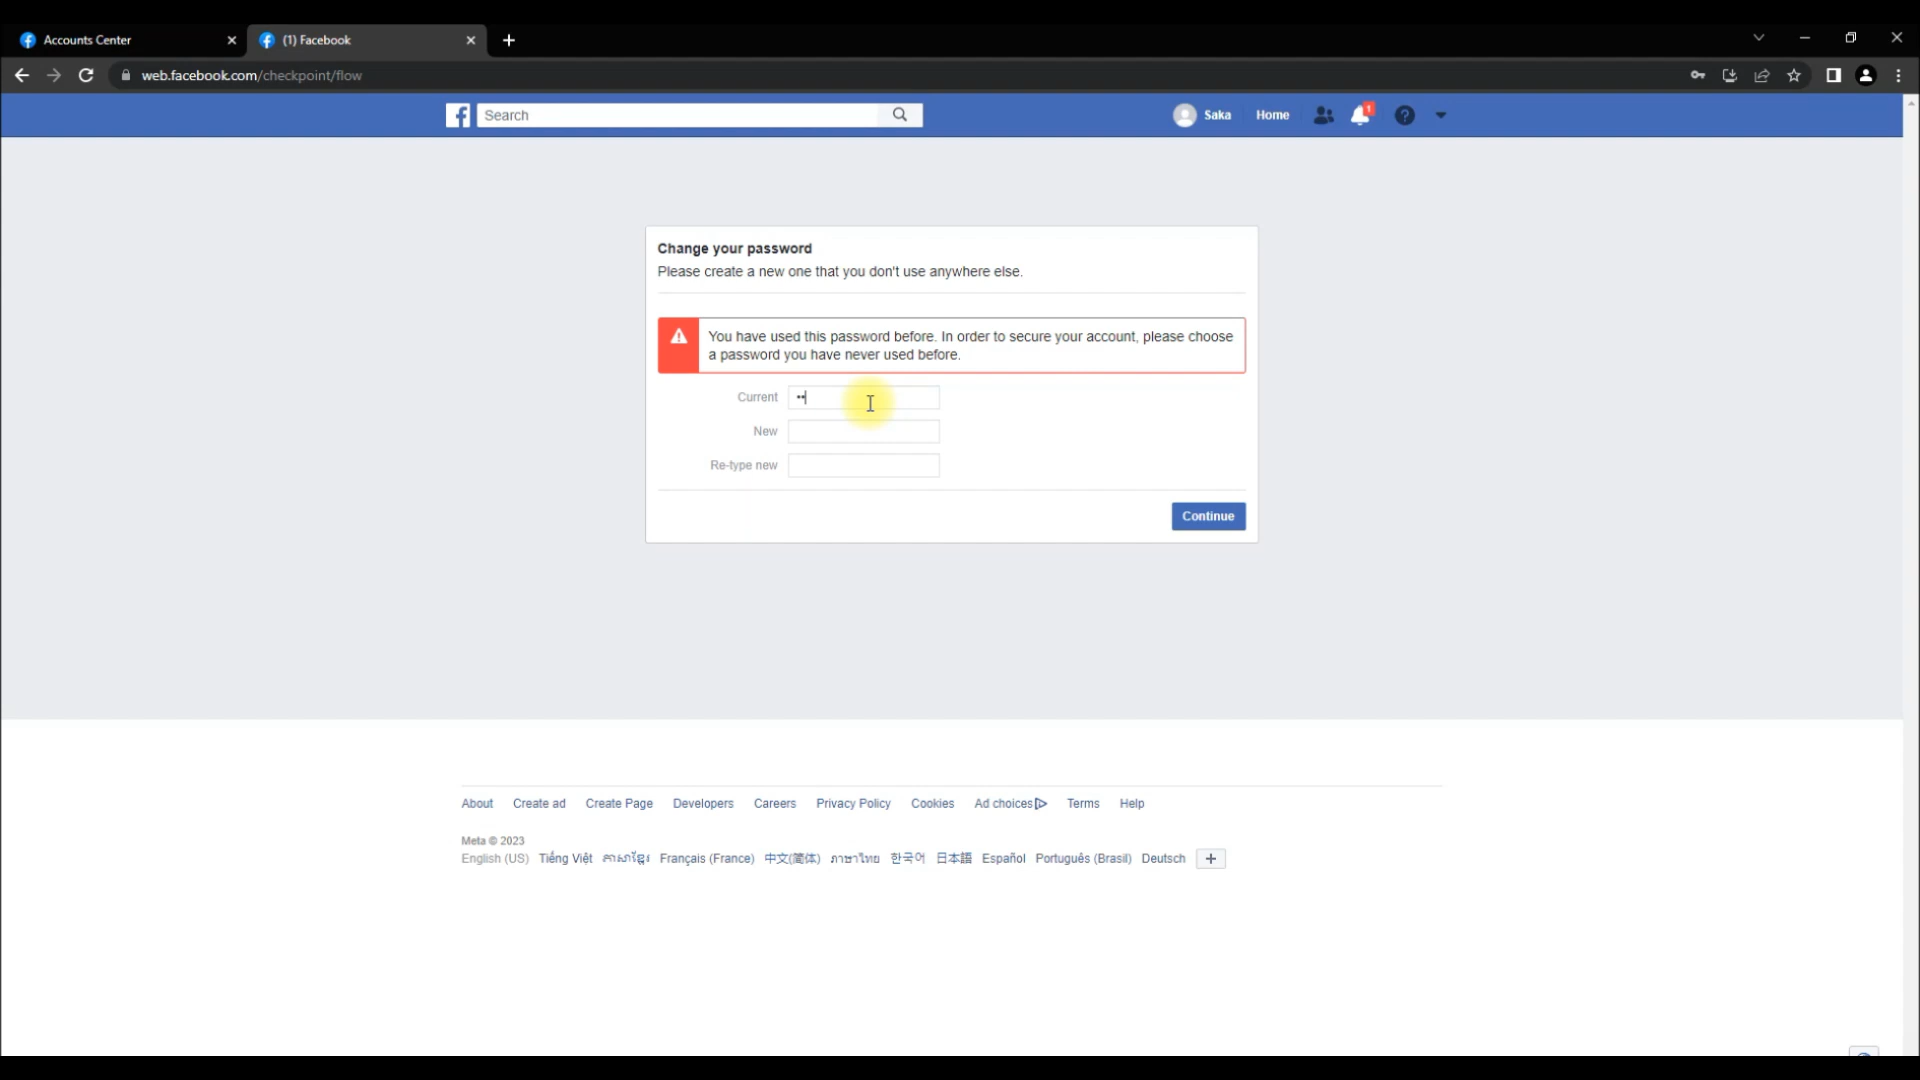 Accounts Center
(1) Facebook
web.facebook.com/checkpoint/flow
Search
Saka
Home
1
Change your password
Please create a new one that you don't use anywhere else.
You have used this password before. In order to secure your account, please choose
a password you have never used before.
Current
New
Re-type new
Continue
About Create ad Create Page Developers Careers Privacy Policy Cookies Ad choices Terms Help
Meta © 2023
English (US) Tiếng Việt ភាសាខ្មែរ Français (France) 中文(简体) ภาษาไทย 한국어 日本語 Español Português (Brasil) Deutsch